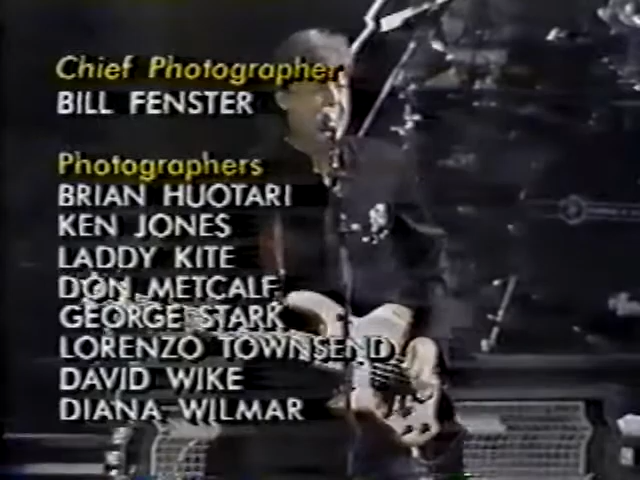 Chief Photographer
BILL FENSTER
Photographers
BRIAN HUOTARI
KEN JONES
LADDY KITE
DON METCALF
GEORGE STARK
LORENZO TOWNSEND
DAVID WIKE
DIANA WILMAR